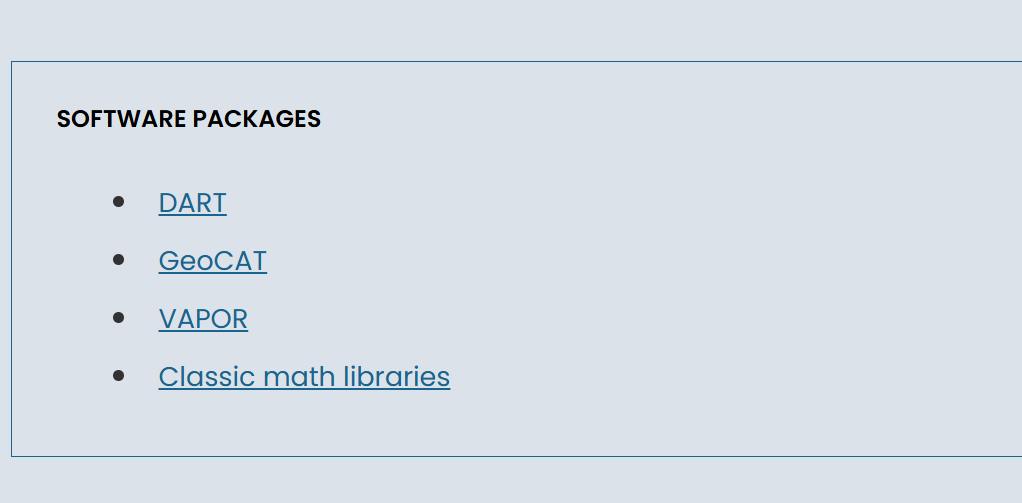 SOFTWARE PACKAGES
DART
GeoCAT
VAPOR
Classic math libraries